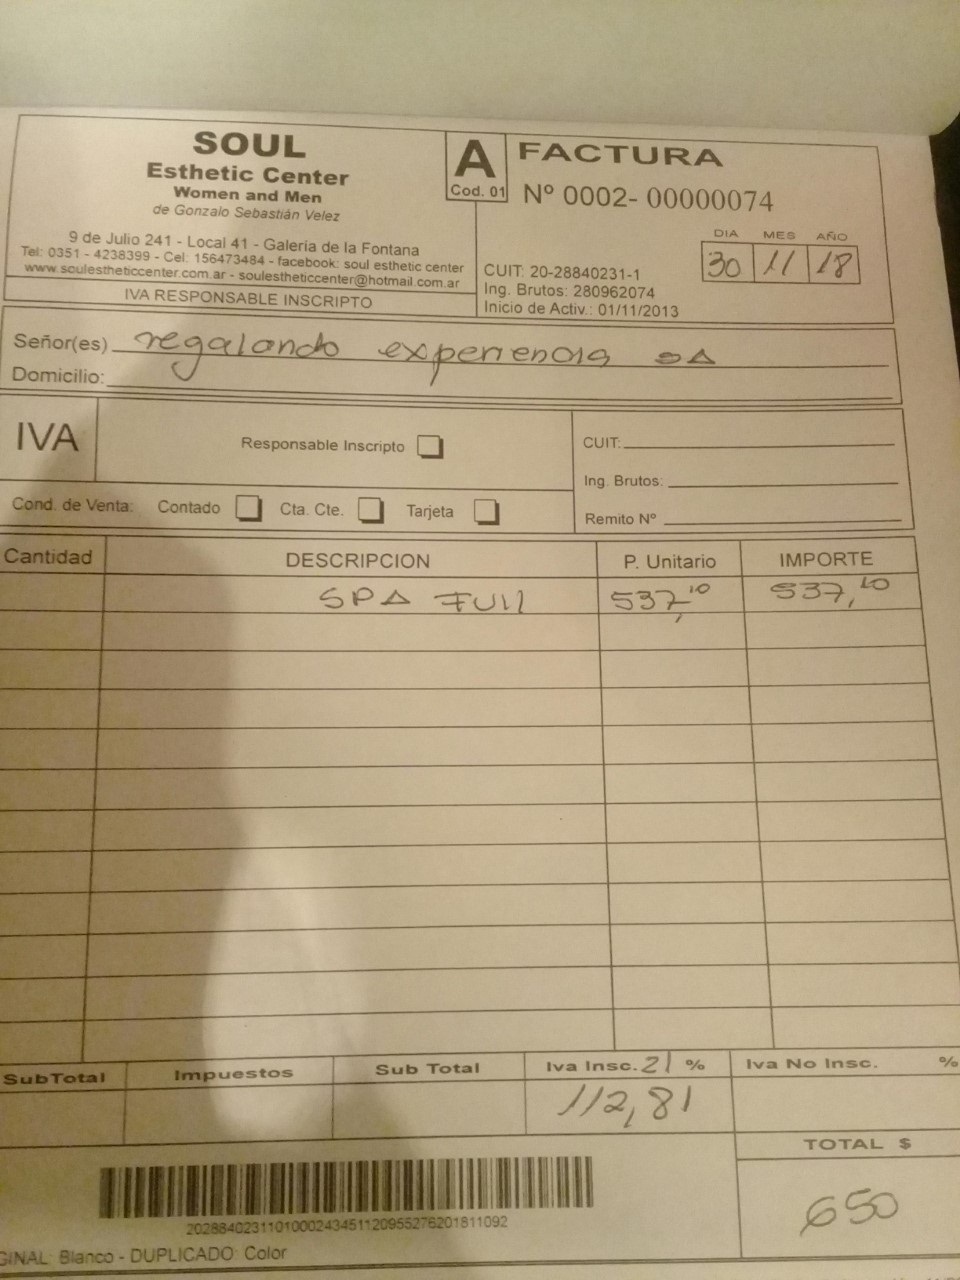 SOUL
Esthetic Center
Women and Men
de Gonzalo Sebastián Velez
9 de Julio 241 - Local 41 - Galería de la Fontana
Tel: 0351 - 4238399 - Cel: 156473484 - facebook: soul esthetic center
www.soulestheticcenter.com.ar - soulestheticcenter@hotmail.com.ar
IVA RESPONSABLE INSCRIPTO
A
Cod. 01
FACTURA
Nº 0002- 00000074
DIA MES AÑO
30 11 18
CUIT: 20-28840231-1
Ing. Brutos: 280962074
Inicio de Activ.: 01/11/2013
Señor(es) regalando experiencia SA
Domicilio:
IVA
Responsable Inscripto
Cond. de Venta: Contado Cta. Cte. Tarjeta
CUIT:
Ing. Brutos:
Remito Nº
Cantidad DESCRIPCION P. Unitario IMPORTE
SPA FUll 537,10 537,10
SubTotal Impuestos Sub Total Iva Insc. 21 % Iva No Insc. %
112,81
TOTAL $
650
2028840231101000243451120955276201811092
GINAL: Blanco - DUPLICADO: Color